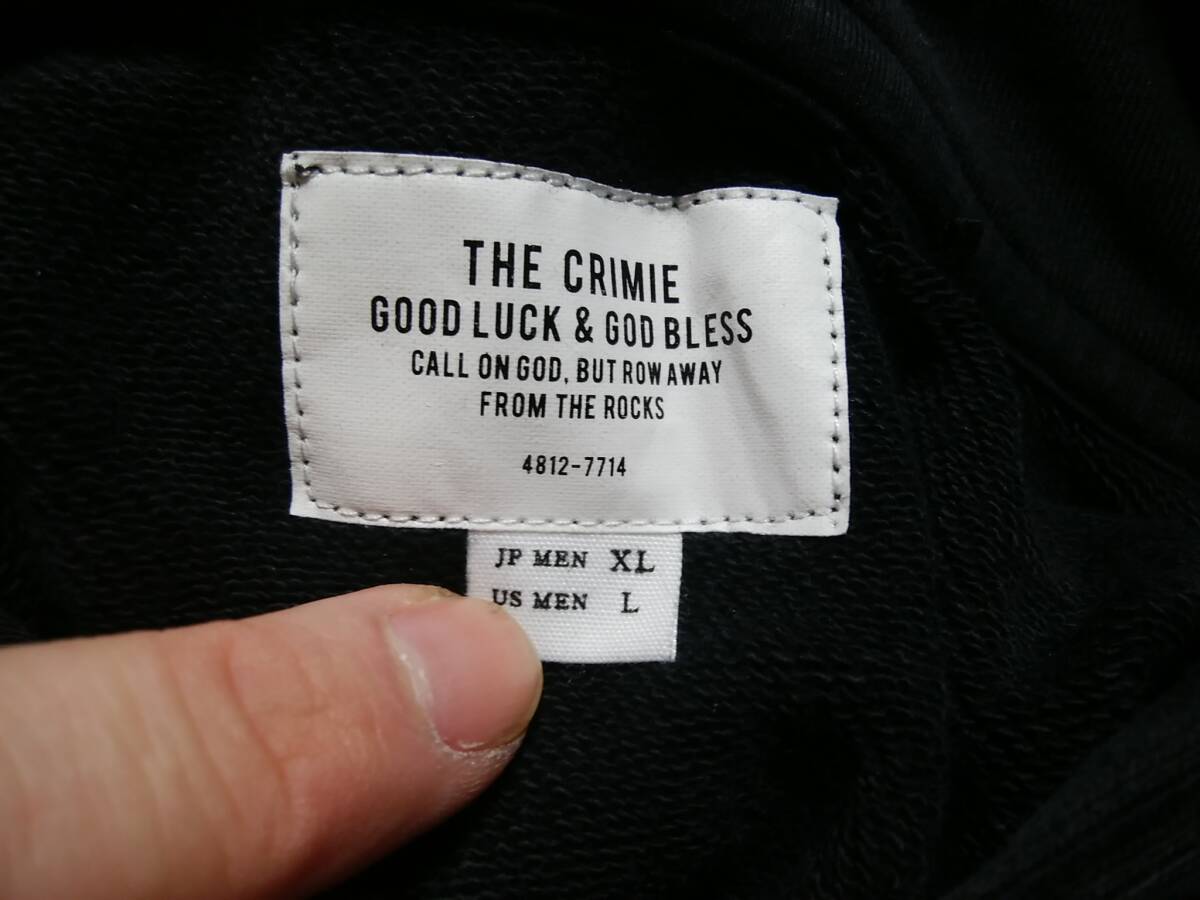 THE CRIMIE
GOOD LUCK & GOD BLESS
CALL ON GOD, BUT ROW AWAY
FROM THE ROCKS
4812-7714
JP MEN XL
US MEN L